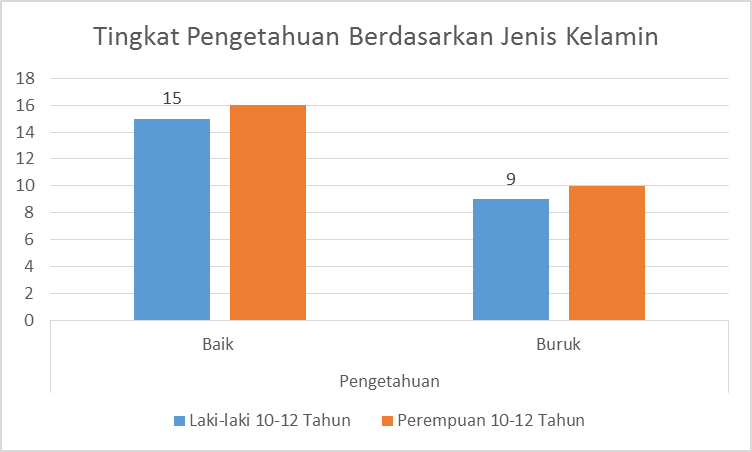 Tingkat Pengetahuan Berdasarkan Jenis Kelamin
18
16
14
12
10
8
6
4
2
0
15
9
Baik
Buruk
Pengetahuan
Laki-laki 10-12 Tahun
Perempuan 10-12 Tahun